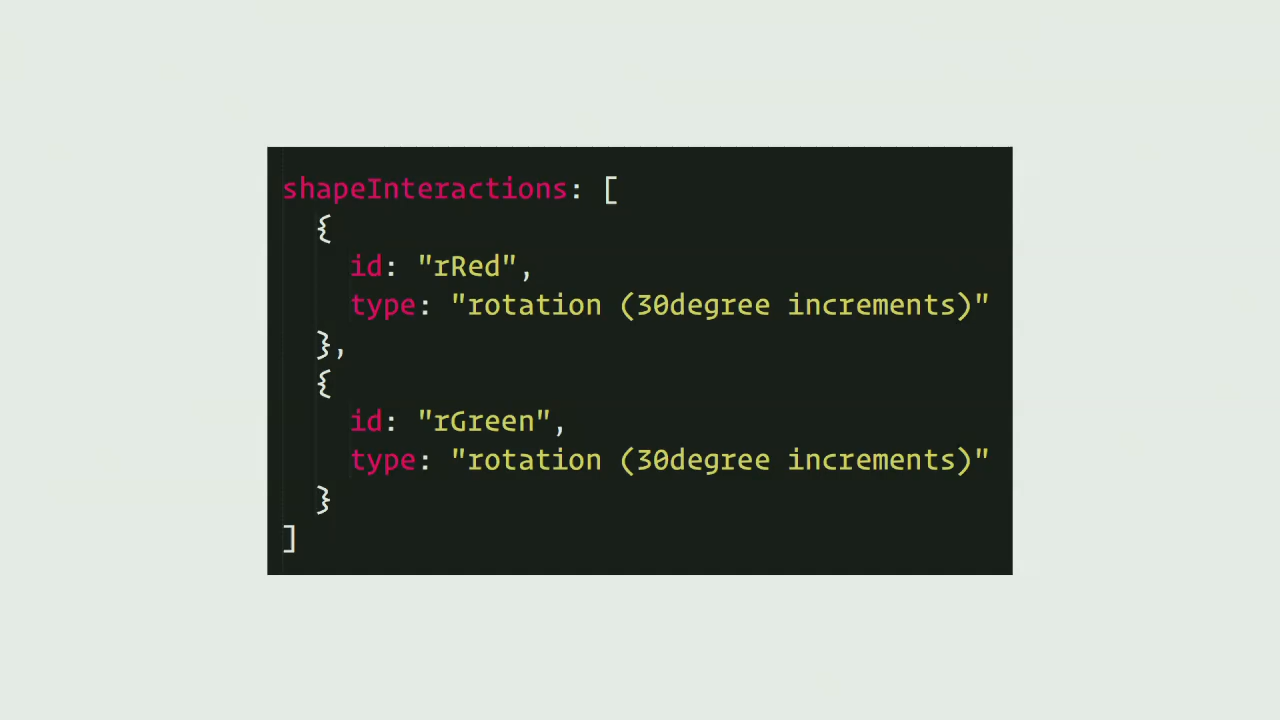 shapeInteractions: [
{
id: "rRed",
type: "rotation (30degree increments)"
},
{
id: "rGreen",
type: "rotation (30degree increments)"
}
]